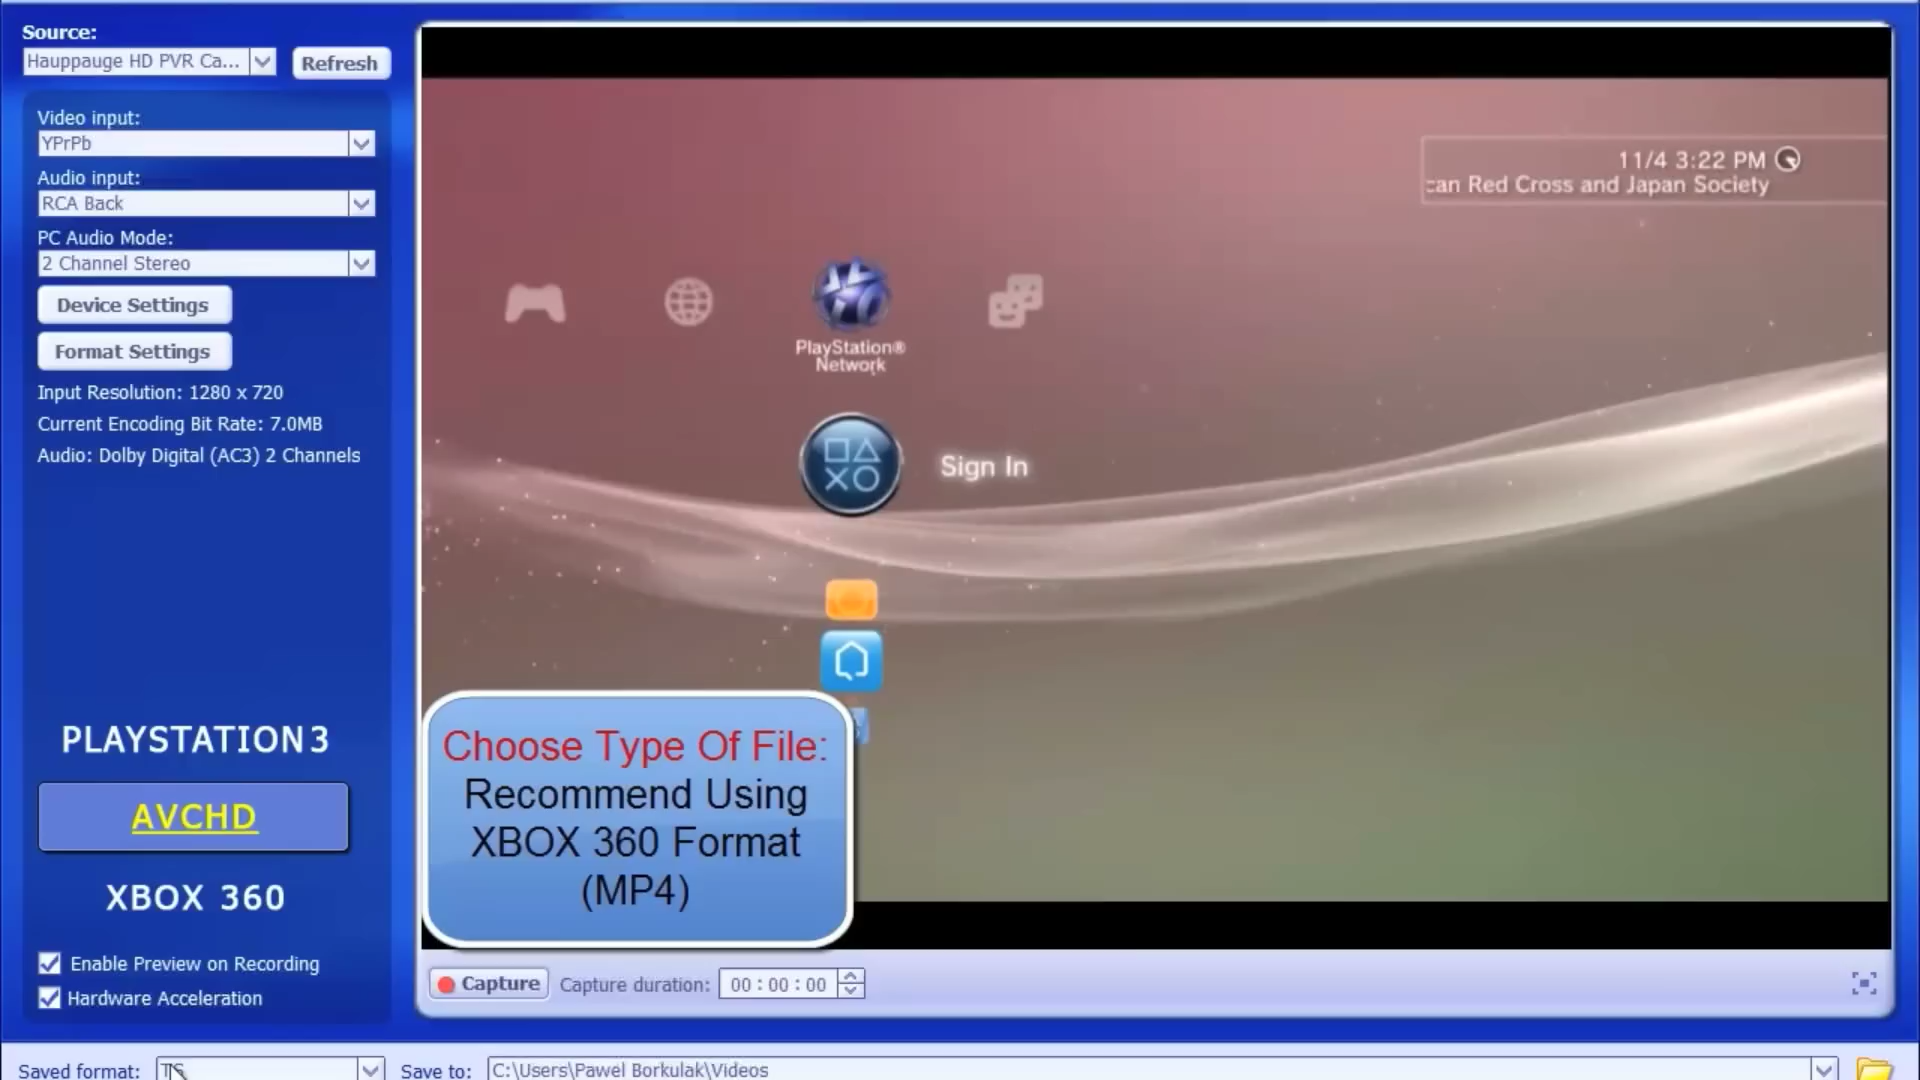 Source:
Hauppauge HD PVR Ca...
Refresh
Video input:
YPrPb
Audio input:
RCA Back
PC Audio Mode:
2 Channel Stereo
Device Settings
Format Settings
Input Resolution: 1280 x 720
Current Encoding Bit Rate: 7.0MB
Audio: Dolby Digital (AC3) 2 Channels
PLAYSTATION3
AVCHD
XBOX 360
Enable Preview on Recording
Hardware Acceleration
11/4 3:22 PM
can Red Cross and Japan Society
PlayStation®
Network
Sign In
Choose Type Of File:
Recommend Using
XBOX 360 Format
(MP4)
Capture
Capture duration:
00 : 00 : 00
Saved format:
TS
Save to:
C:\Users\Pawel Borkulak\Videos